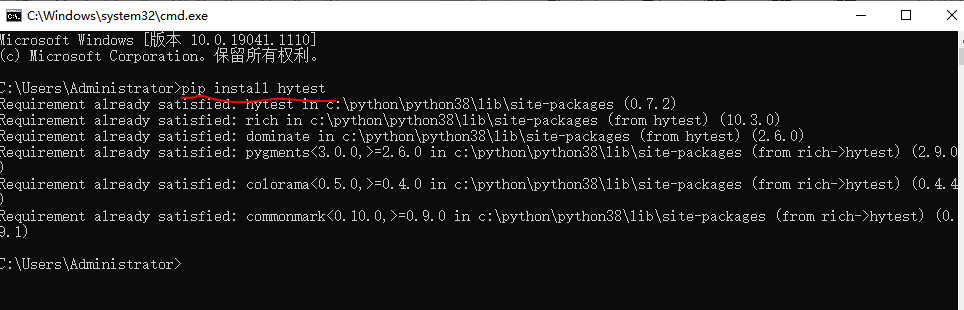 C:\Windows\system32\cmd.exe
Microsoft Windows [版本 10.0.19041.1110]
(c) Microsoft Corporation。保留所有权利。
C:\Users\Administrator>pip install hytest
Requirement already satisfied: hytest in c:\python\python38\lib\site-packages (0.7.2)
Requirement already satisfied: rich in c:\python\python38\lib\site-packages (from hytest) (10.3.0)
Requirement already satisfied: dominate in c:\python\python38\lib\site-packages (from hytest) (2.6.0)
Requirement already satisfied: pygments<3.0.0,>=2.6.0 in c:\python\python38\lib\site-packages (from rich->hytest) (2.9.0
)
Requirement already satisfied: colorama<0.5.0,>=0.4.0 in c:\python\python38\lib\site-packages (from rich->hytest) (0.4.4
)
Requirement already satisfied: commonmark<0.10.0,>=0.9.0 in c:\python\python38\lib\site-packages (from rich->hytest) (0.
9.1)
C:\Users\Administrator>